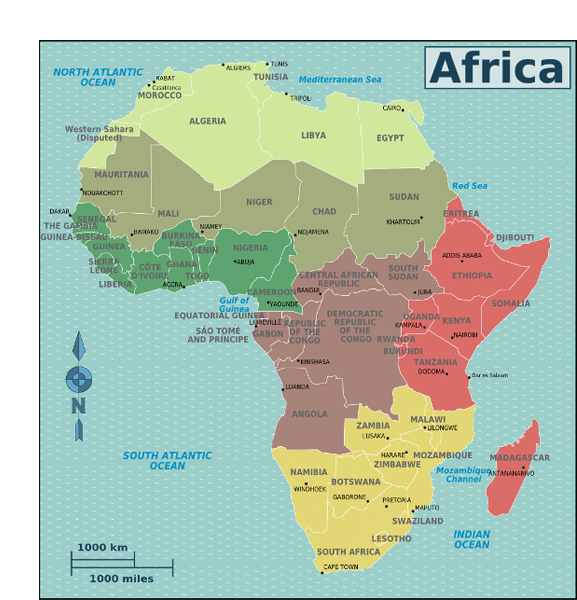 Africa
NORTH ATLANTIC
OCEAN
RABAT
Casablanca
MOROCCO
ALGIERS
TUNIS
TUNISIA
Mediterranean Sea
TRIPOLI
CAIRO
ALGERIA
LIBYA
EGYPT
Western Sahara
(Disputed)
MAURITANIA
NOUAKCHOTT
MALI
NIGER
CHAD
SUDAN
KHARTOUM
Red Sea
ERITREA
DJIBOUTI
DAKAR
SENEGAL
THE GAMBIA
GUINEA-BISSAU
GUINEA
BAMAKO
BURKINA
FASO
NIAMEY
BENIN
NIGERIA
ABUJA
NDJAMENA
SIERRA
LEONE
LIBERIA
CÔTE
D'IVOIRE
GHANA
TOGO
ACCRA
CAMEROON
YAOUNDE
Gulf of
Guinea
CENTRAL AFRICAN
REPUBLIC
BANGUI
SOUTH
SUDAN
JUBA
ADDIS ABABA
ETHIOPIA
SOMALIA
EQUATORIAL GUINEA
SÃO TOMÉ
AND PRÍNCIPE
LIBREVILLE
GABON
REPUBLIC
OF THE
CONGO
DEMOCRATIC
REPUBLIC
OF THE
CONGO
UGANDA
KAMPALA
KENYA
NAIROBI
RWANDA
BURUNDI
TANZANIA
DODOMA
Dar es Salaam
KINSHASA
LUANDA
ANGOLA
ZAMBIA
LUSAKA
MALAWI
LILONGWE
HARARE
ZIMBABWE
MOZAMBIQUE
Mozambique
Channel
MADAGASCAR
ANTANANARIVO
NAMIBIA
WINDHOEK
BOTSWANA
GABORONE
PRETORIA
MAPUTO
SWAZILAND
LESOTHO
SOUTH AFRICA
CAPE TOWN
SOUTH ATLANTIC
OCEAN
INDIAN
OCEAN
N
1000 km
1000 miles